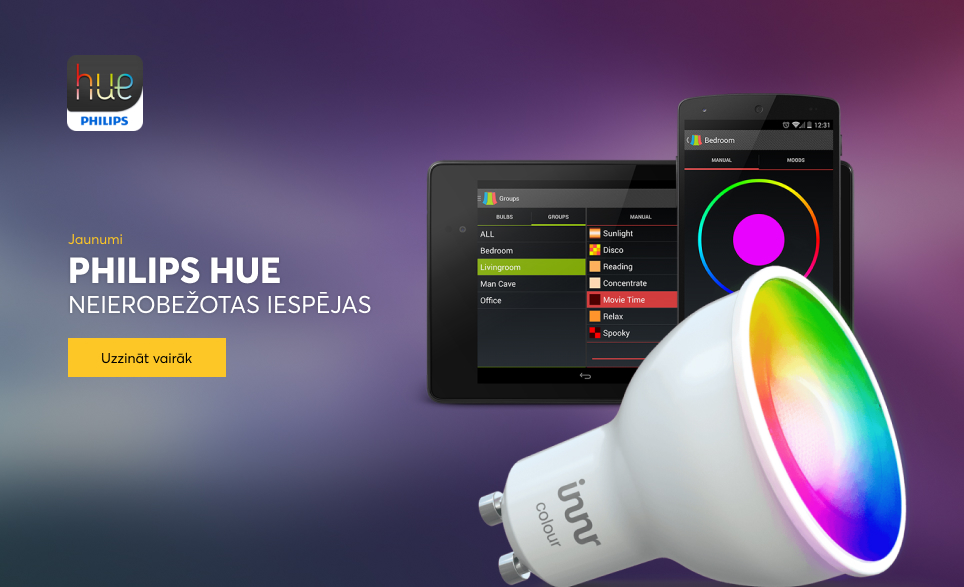 hue
PHILIPS
Jaunumi
PHILIPS HUE
NEIEROBEŽOTAS IESPĒJAS
Uzzināt vairāk
Groups
BULBS
GROUPS
MANUAL
ALL
Bedroom
Livingroom
Man Cave
Office
Sunlight
Disco
Reading
Concentrate
Movie Time
Relax
Spooky
12:31
Bedroom
MANUAL
MOODS
innr
colour